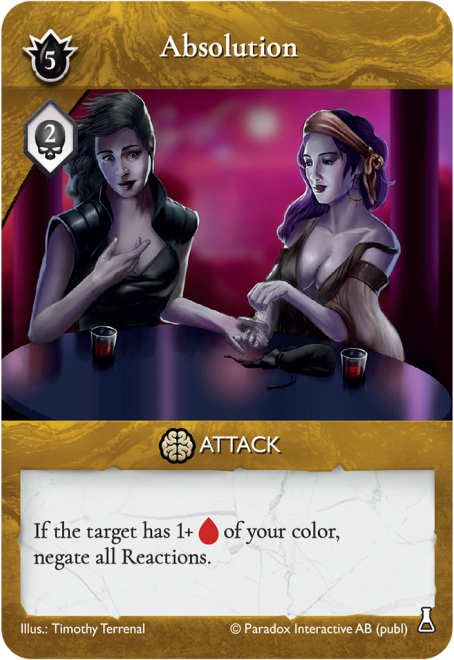 5
Absolution
2
ATTACK
If the target has 1+ of your color,
negate all Reactions.
Illus.: Timothy Terrenal
© Paradox Interactive AB (publ)